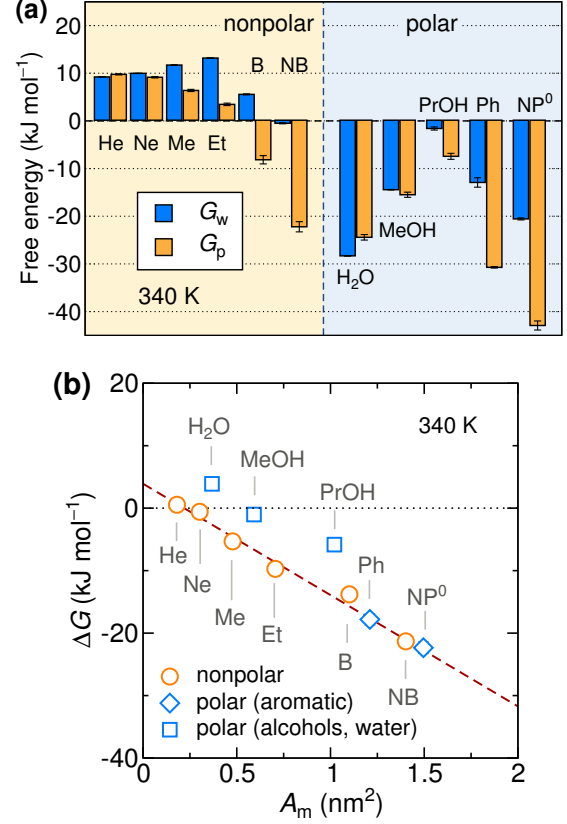 (a)
nonpolar
polar
B
NB
PrOH
Ph
NP⁰
He
Ne
Me
Et
MeOH
H₂O
G_w
G_p
340 K
Free energy (kJ mol⁻¹)
20
10
0
-10
-20
-30
-40
(b)
340 K
H₂O
MeOH
PrOH
Ph
NP⁰
He
Ne
Me
Et
B
NB
nonpolar
polar (aromatic)
polar (alcohols, water)
ΔG (kJ mol⁻¹)
20
0
-20
-40
0
0.5
1
1.5
2
A_m (nm²)